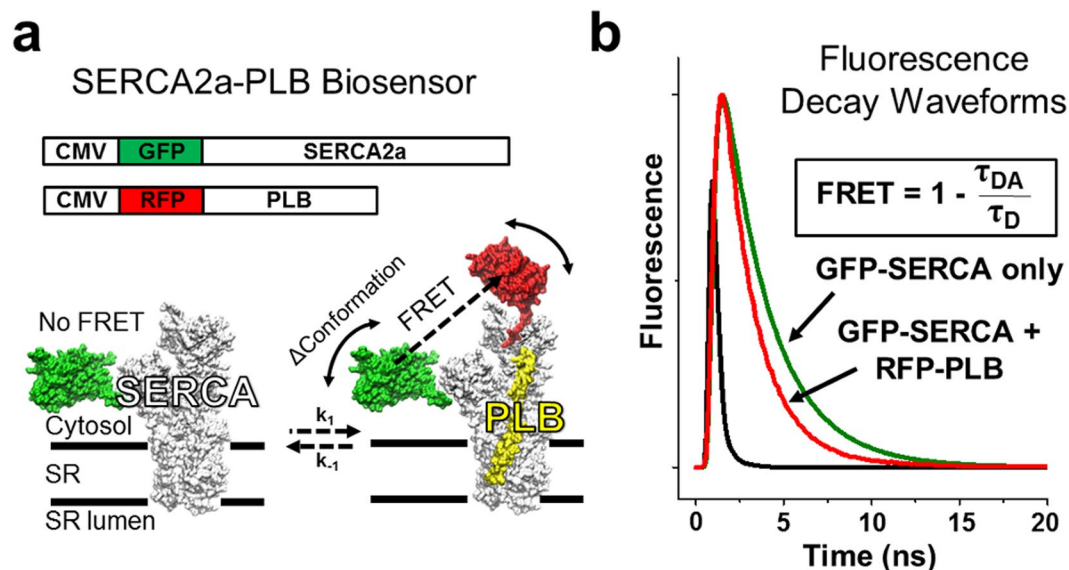 a
SERCA2a-PLB Biosensor
CMV GFP SERCA2a
CMV RFP PLB
No FRET
ΔConformation
FRET
SERCA
PLB
Cytosol
k₁
k₋₁
SR
SR lumen
b
Fluorescence
Decay Waveforms
FRET = 1 - τDA/τD
GFP-SERCA only
GFP-SERCA +
RFP-PLB
Fluorescence
0 5 10 15 20
Time (ns)